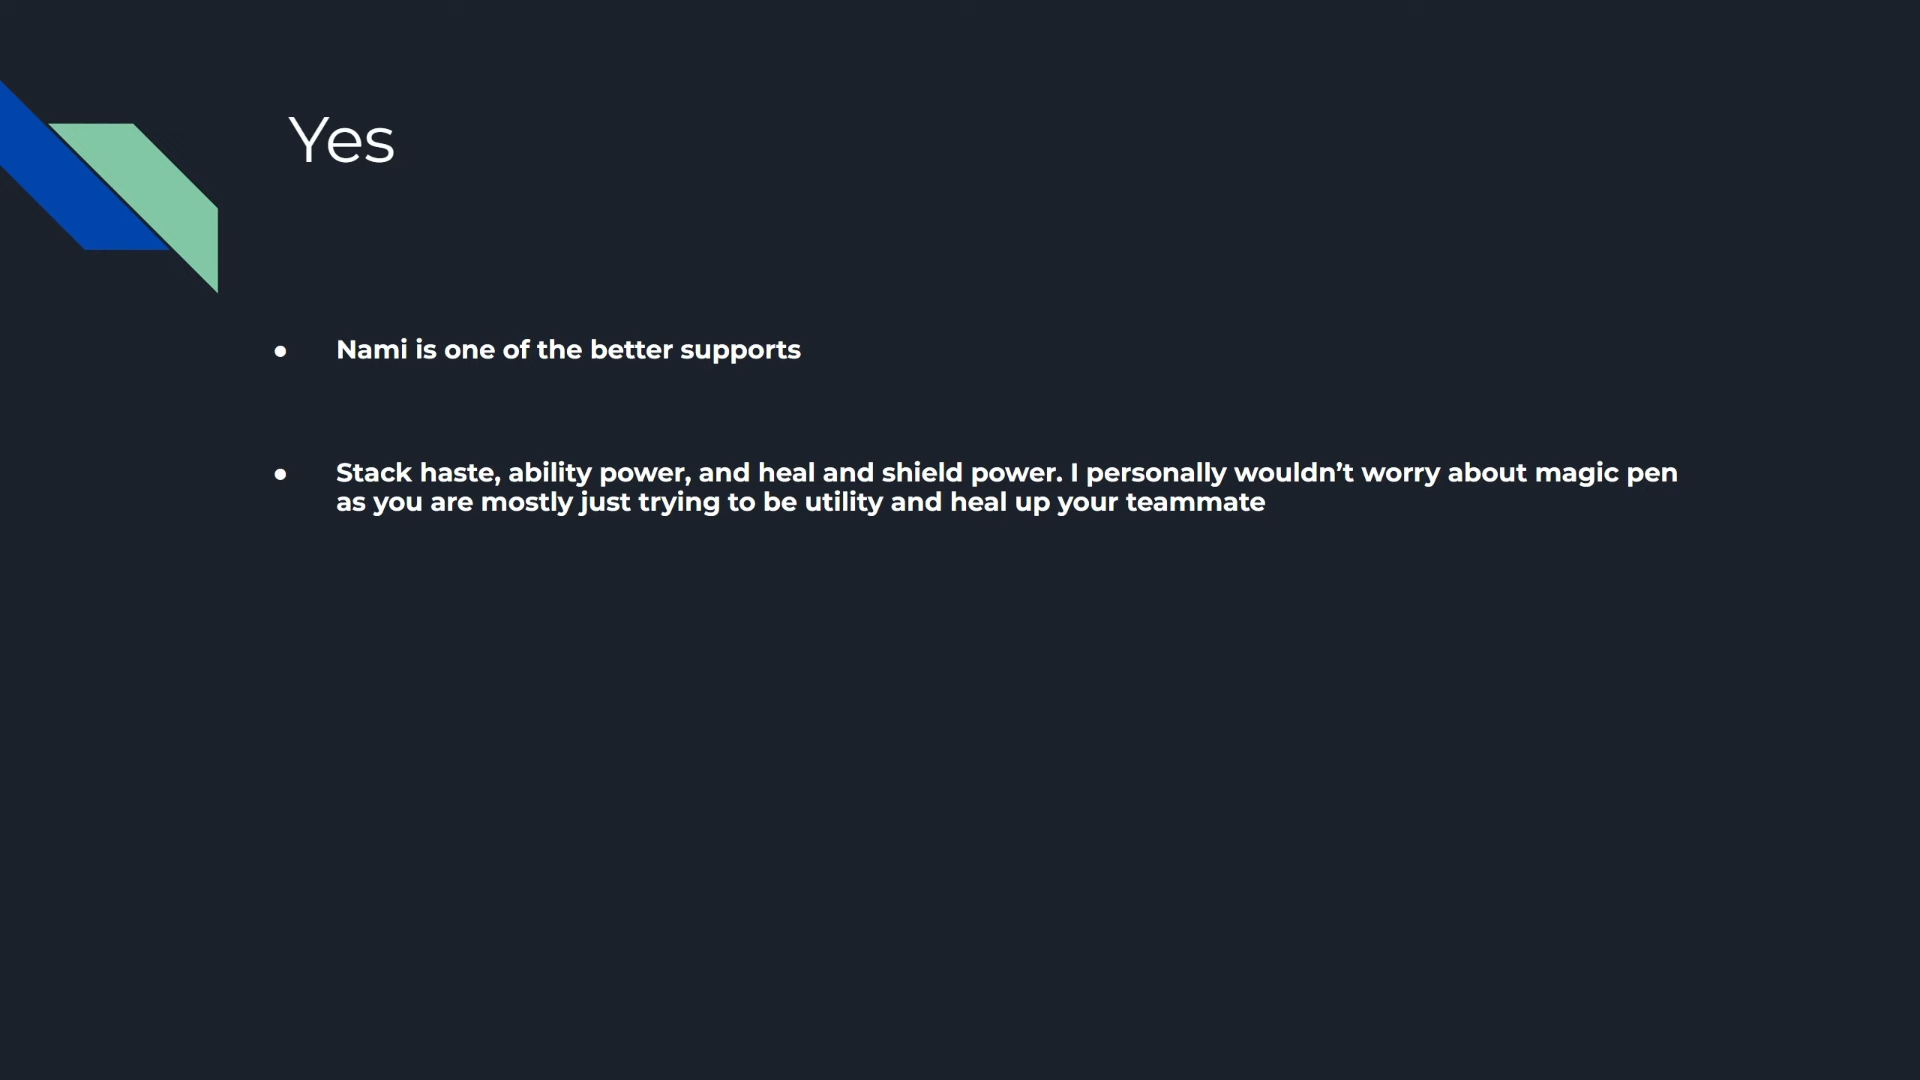 Yes
● Nami is one of the better supports
● Stack haste, ability power, and heal and shield power. I personally wouldn’t worry about magic pen
as you are mostly just trying to be utility and heal up your teammate